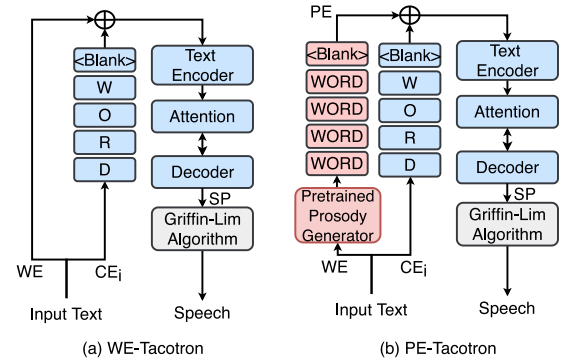 <Blank>
W
O
R
D
WE
CE_i
Input Text
Text
Encoder
Attention
Decoder
SP
Griffin-Lim
Algorithm
Speech
(a) WE-Tacotron
PE
<Blank>
WORD
WORD
WORD
WORD
Pretrained
Prosody
Generator
WE
<Blank>
W
O
R
D
CE_i
Input Text
Text
Encoder
Attention
Decoder
SP
Griffin-Lim
Algorithm
Speech
(b) PE-Tacotron